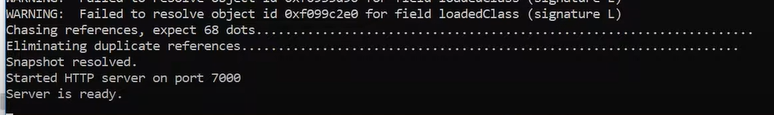 WARNING:  Failed to resolve object id 0xf099c2e0 for field loadedClass (signature L)
Chasing references, expect 68 dots....................................................................
Eliminating duplicate references....................................................................
Snapshot resolved.
Started HTTP server on port 7000
Server is ready.